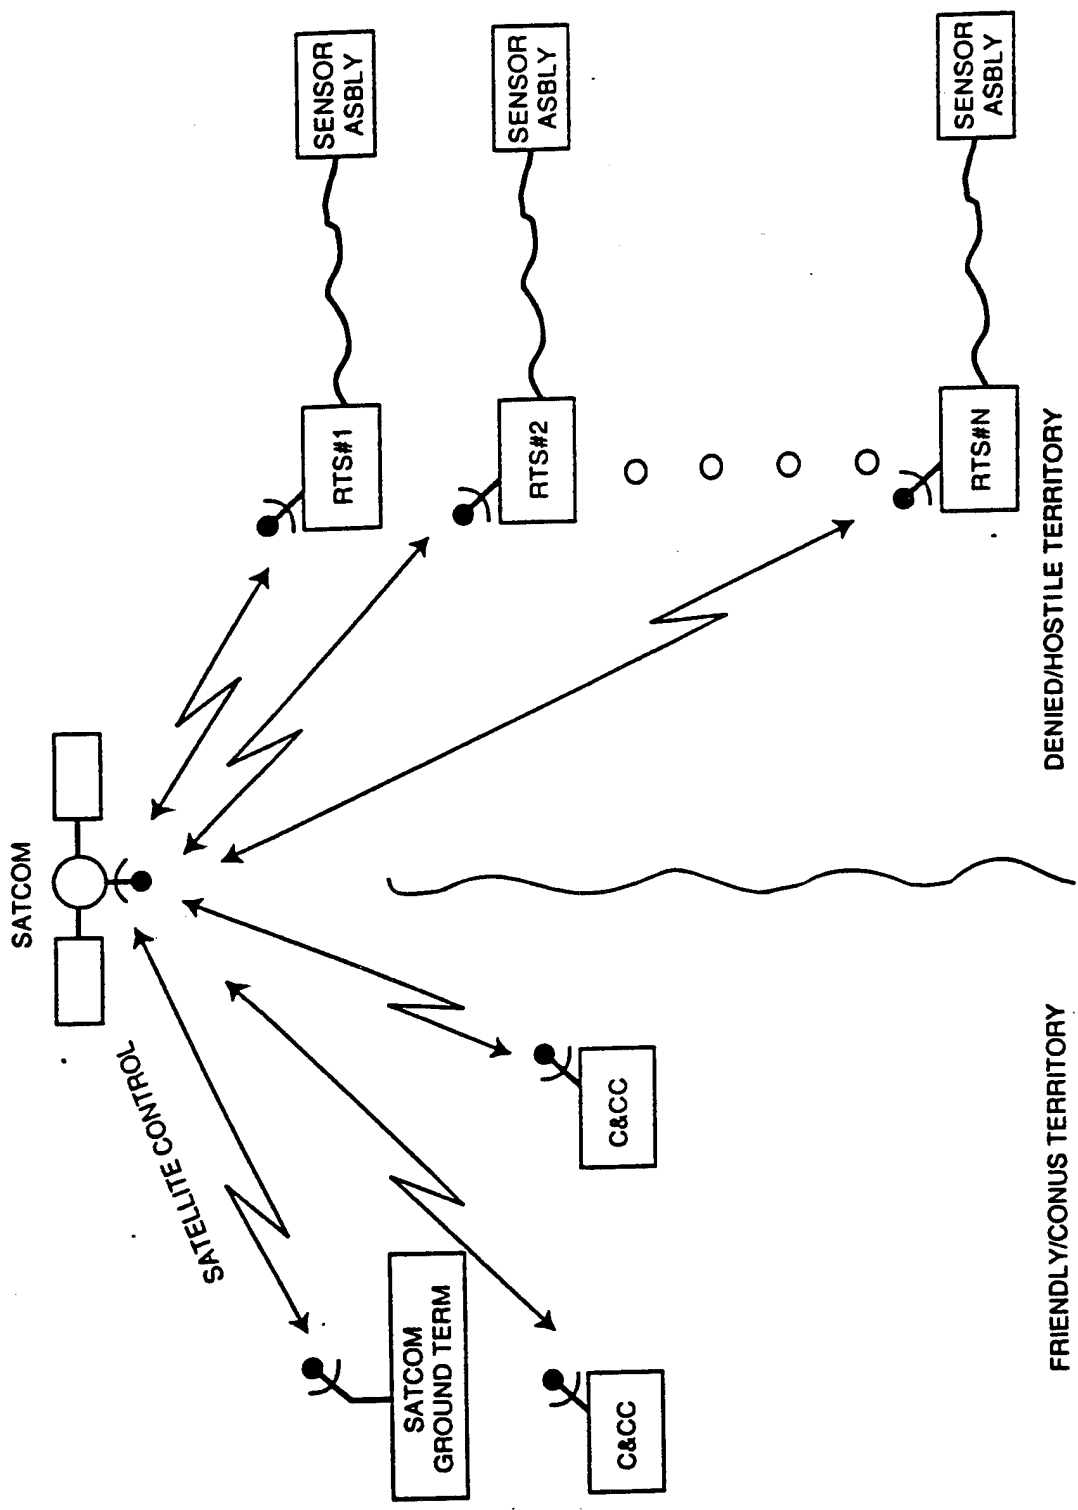 SATCOM
SATELLITE CONTROL
SATCOM
GROUND TERM
C&CC
C&CC
RTS#1
SENSOR
ASBLY
RTS#2
SENSOR
ASBLY
RTS#N
SENSOR
ASBLY
FRIENDLY/CONUS TERRITORY
DENIED/HOSTILE TERRITORY